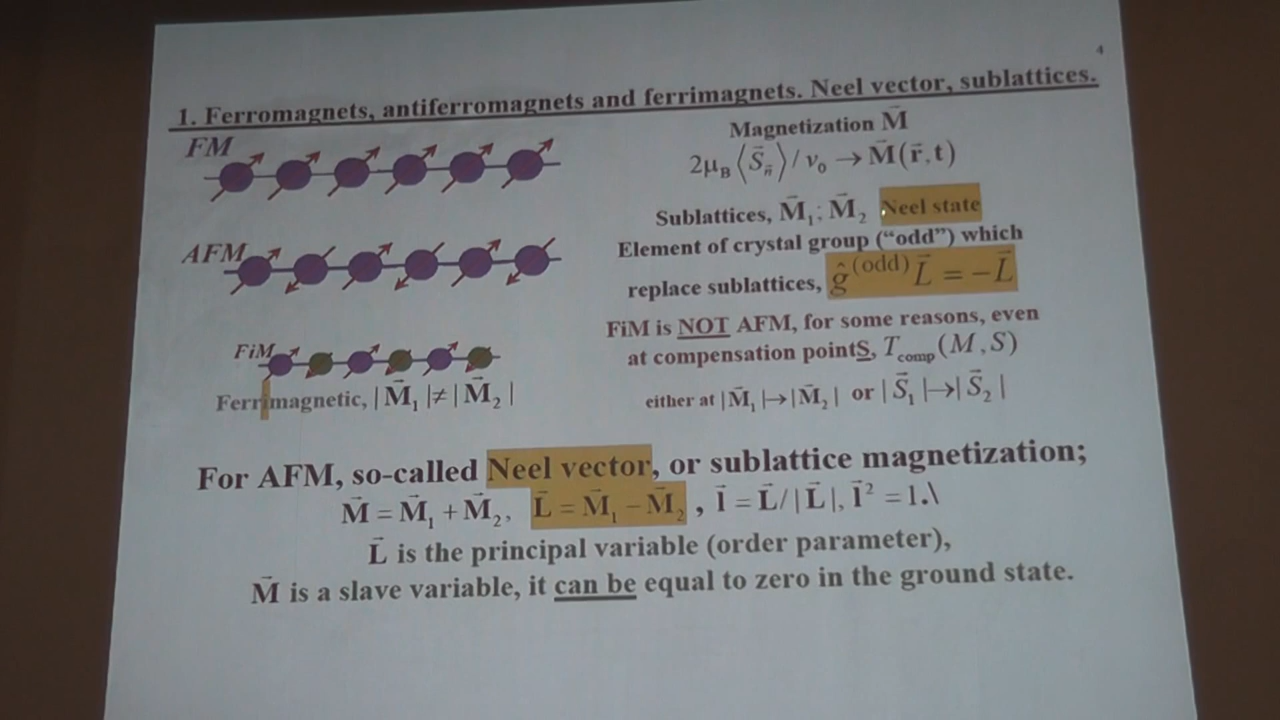 4
1. Ferromagnets, antiferromagnets and ferrimagnets. Neel vector, sublattices.
FM
Magnetization M⃗
2μ_B ⟨S⃗_n⃗⟩ / v₀ → M⃗(r⃗,t)
Sublattices, M⃗₁; M⃗₂ Neel state
AFM
Element of crystal group (“odd”) which
replace sublattices, ĝ^(odd) L⃗ = −L⃗
FiM is NOT AFM, for some reasons, even
at compensation pointS, T_comp(M,S)
FiM
Ferrimagnetic, |M⃗₁|≠|M⃗₂|
either at |M⃗₁|→|M⃗₂| or |S⃗₁|→|S⃗₂|
For AFM, so-called Neel vector, or sublattice magnetization;
M⃗ = M⃗₁ + M⃗₂, L⃗ = M⃗₁ − M⃗₂, l⃗ = L⃗/|L⃗|, l⃗² = 1.\
L⃗ is the principal variable (order parameter),
M⃗ is a slave variable, it can be equal to zero in the ground state.